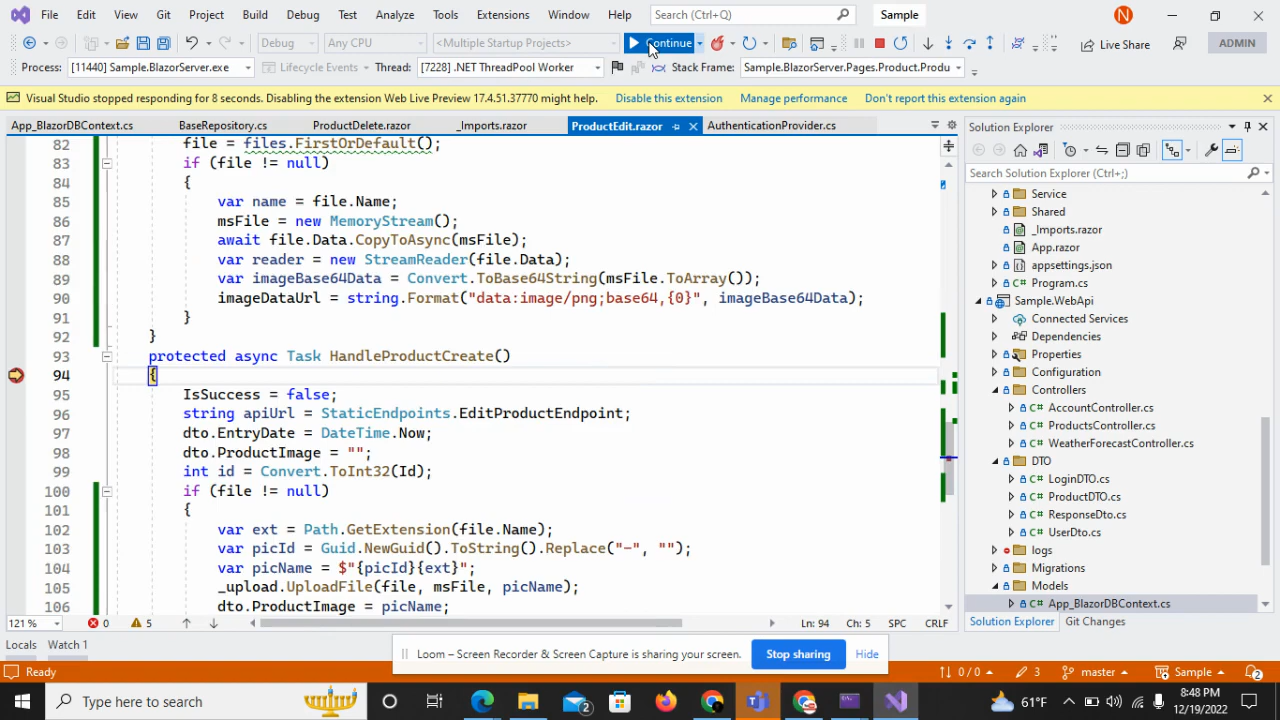 File Edit View Git Project Build Debug Test Analyze Tools Extensions Window Help Search (Ctrl+Q) Sample N
Debug Any CPU <Multiple Startup Projects> Continue Live Share ADMIN
Process: [11440] Sample.BlazorServer.exe Lifecycle Events Thread: [7228] .NET ThreadPool Worker Stack Frame: Sample.BlazorServer.Pages.Product.Produ
Visual Studio stopped responding for 8 seconds. Disabling the extension Web Live Preview 17.4.51.37770 might help. Disable this extension Manage performance Don't report this extension again
App_BlazorDBContext.cs BaseRepository.cs ProductDelete.razor _Imports.razor ProductEdit.razor AuthenticationProvider.cs
82 file = files.FirstOrDefault();
83 if (file != null)
84 {
85 var name = file.Name;
86 msFile = new MemoryStream();
87 await file.Data.CopyToAsync(msFile);
88 var reader = new StreamReader(file.Data);
89 var imageBase64Data = Convert.ToBase64String(msFile.ToArray());
90 imageDataUrl = string.Format("data:image/png;base64,{0}", imageBase64Data);
91 }
92 }
93 protected async Task HandleProductCreate()
94 {
95 IsSuccess = false;
96 string apiUrl = StaticEndpoints.EditProductEndpoint;
97 dto.EntryDate = DateTime.Now;
98 dto.ProductImage = "";
99 int id = Convert.ToInt32(Id);
100 if (file != null)
101 {
102 var ext = Path.GetExtension(file.Name);
103 var picId = Guid.NewGuid().ToString().Replace("-", "");
104 var picName = $"{picId}{ext}";
105 _upload.UploadFile(file, msFile, picName);
106 dto.ProductImage = picName;
121 % 0 5 Ln: 94 Ch: 5 SPC CRLF
Locals Watch 1
Solution Explorer
Search Solution Explorer (Ctrl+;)
Service
Shared
_Imports.razor
App.razor
appsettings.json
C# Program.cs
Sample.WebApi
Connected Services
Dependencies
Properties
Configuration
Controllers
C# AccountController.cs
C# ProductsController.cs
C# WeatherForecastController.cs
DTO
C# LoginDTO.cs
C# ProductDTO.cs
C# ResponseDto.cs
C# UserDto.cs
logs
Migrations
Models
C# App_BlazorDBContext.cs
Solution Explorer Git Changes
Loom – Screen Recorder & Screen Capture is sharing your screen. Stop sharing Hide
Ready 0 / 0 3 master Sample 2
Type here to search 2 61°F 8:48 PM
12/19/2022